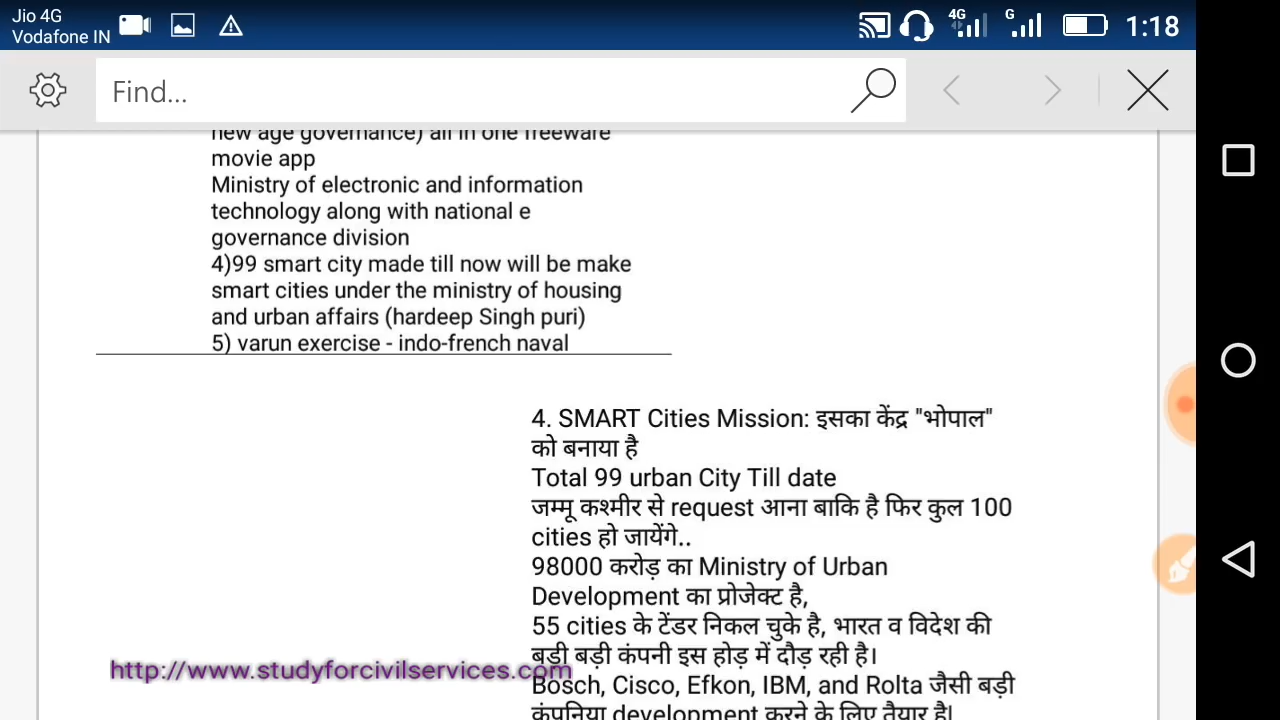 Jio 4G
Vodafone IN
4G
G
1:18
Find...
new age governance) all in one freeware
movie app
Ministry of electronic and information
technology along with national e
governance division
4)99 smart city made till now will be make
smart cities under the ministry of housing
and urban affairs (hardeep Singh puri)
5) varun exercise - indo-french naval
4. SMART Cities Mission: इसका केंद्र "भोपाल"
को बनाया है
Total 99 urban City Till date
जम्मू कश्मीर से request आना बाकि है फिर कुल 100
cities हो जायेंगे..
98000 करोड़ का Ministry of Urban
Development का प्रोजेक्ट है,
55 cities के टेंडर निकल चुके है, भारत व विदेश की
बड़ी बड़ी कंपनी इस होड़ में दौड़ रही है।
http://www.studyforcivilservices.com
Bosch, Cisco, Efkon, IBM, and Rolta जैसी बड़ी
कंपनिया development करने के लिए तैयार है।